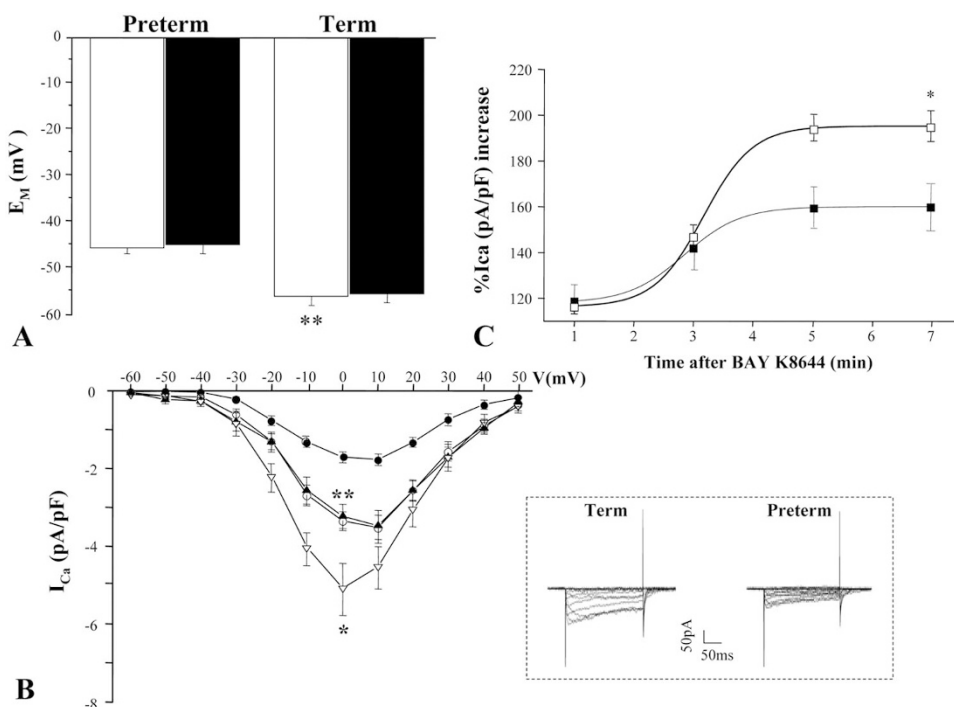 Preterm Term
0
-10
-20
-30
-40
-50
-60
E_M (mV)
**
A
220
200
180
160
140
120
%Ica (pA/pF) increase
*
1 2 3 4 5 6 7
Time after BAY K8644 (min)
C
-60 -50 -40 -30 -20 -10 0 10 20 30 40 50 V(mV)
0
-2
-4
-6
-8
I_Ca (pA/pF)
**
*
B
Term Preterm
50pA
50ms